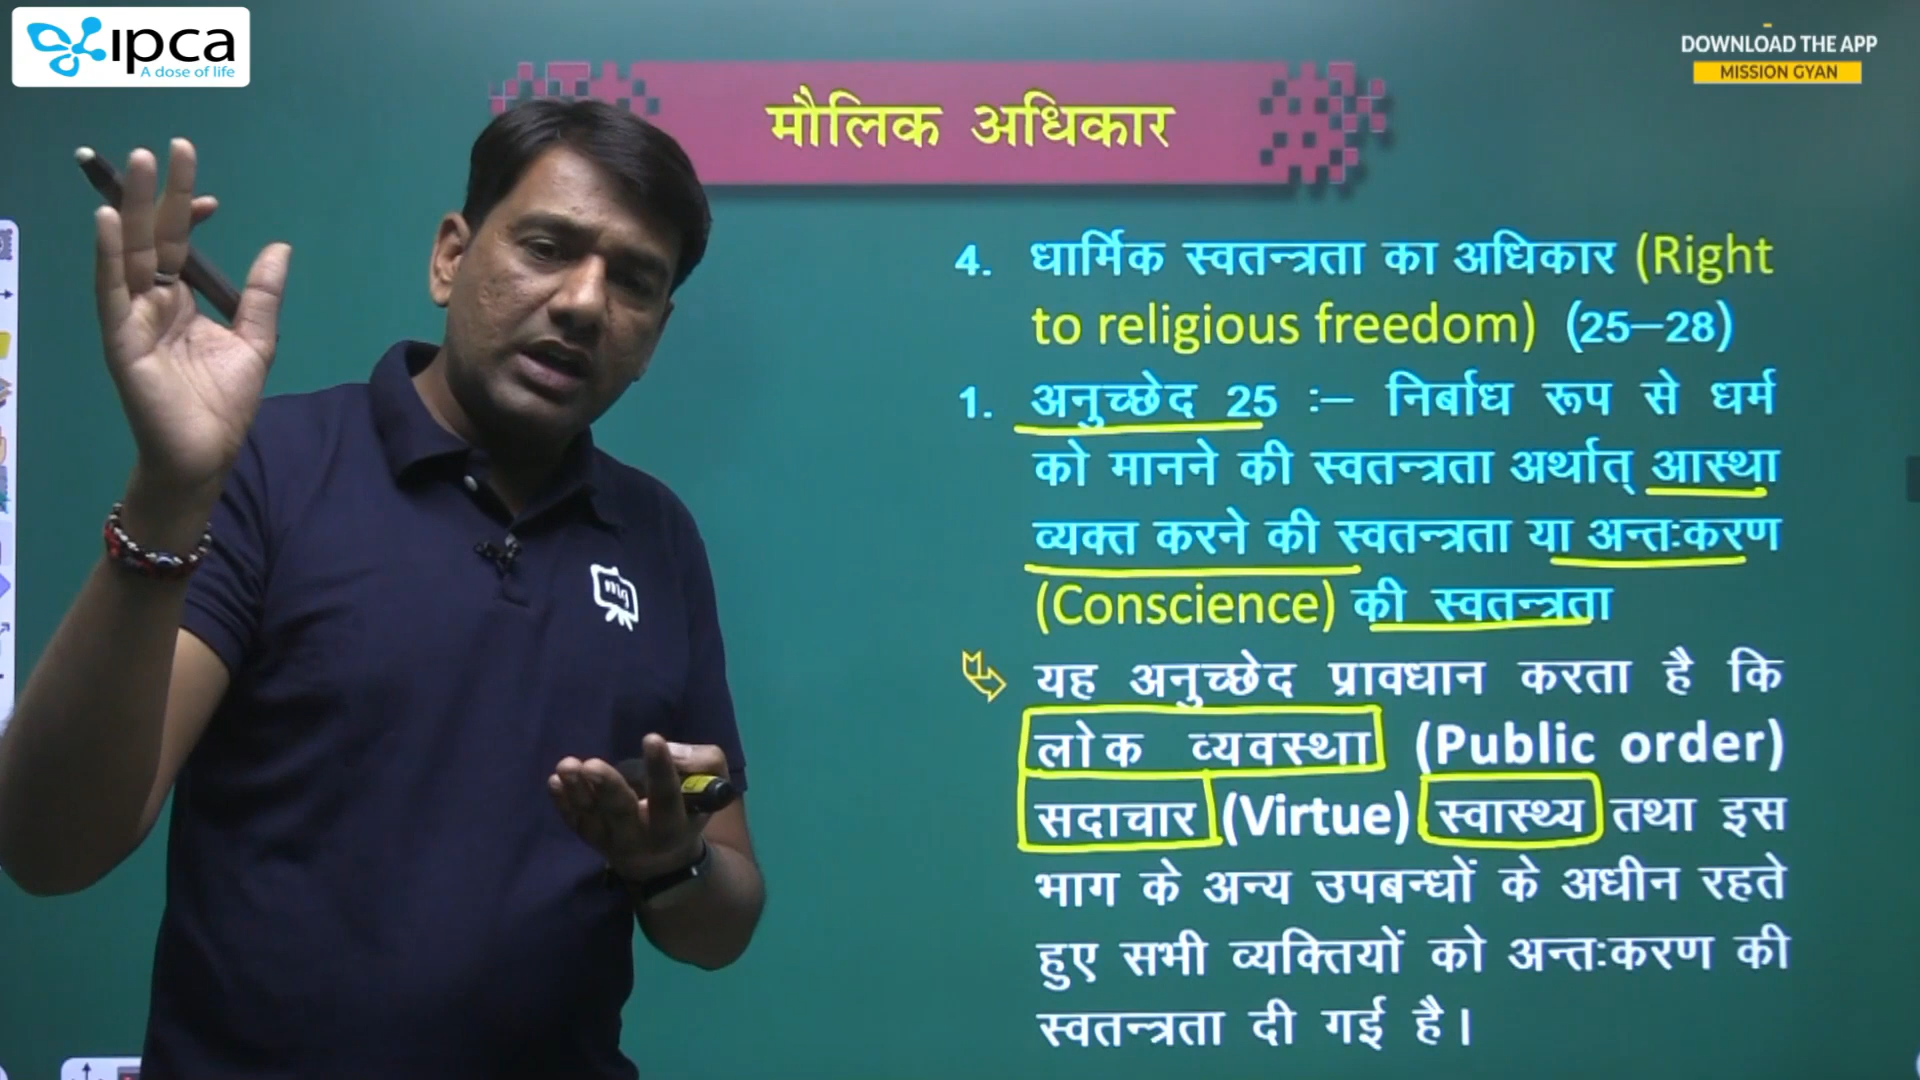 ipca
A dose of life
DOWNLOAD THE APP
MISSION GYAN
मौलिक अधिकार
4. धार्मिक स्वतन्त्रता का अधिकार (Right
to religious freedom) (25–28)
1. अनुच्छेद 25 :– निर्बाध रूप से धर्म
को मानने की स्वतन्त्रता अर्थात् आस्था
व्यक्त करने की स्वतन्त्रता या अन्तःकरण
(Conscience) की स्वतन्त्रता
यह अनुच्छेद प्रावधान करता है कि
लोक व्यवस्था (Public order)
सदाचार (Virtue) स्वास्थ्य तथा इस
भाग के अन्य उपबन्धों के अधीन रहते
हुए सभी व्यक्तियों को अन्तःकरण की
स्वतन्त्रता दी गई है।
mg